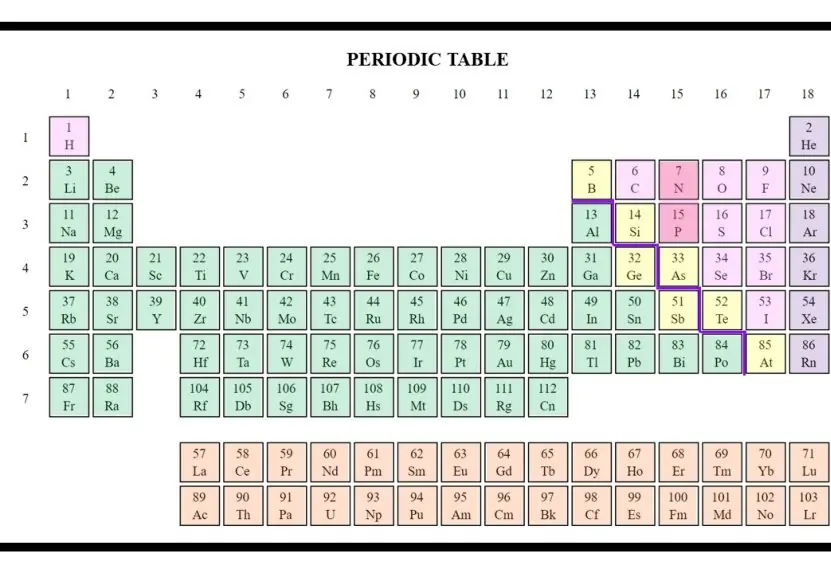 PERIODIC TABLE
1 2 3 4 5 6 7 8 9 10 11 12 13 14 15 16 17 18
1 2
1 H He
3 4 5 6 7 8 9 10
2 Li Be B C N O F Ne
11 12 13 14 15 16 17 18
3 Na Mg Al Si P S Cl Ar
19 20 21 22 23 24 25 26 27 28 29 30 31 32 33 34 35 36
4 K Ca Sc Ti V Cr Mn Fe Co Ni Cu Zn Ga Ge As Se Br Kr
37 38 39 40 41 42 43 44 45 46 47 48 49 50 51 52 53 54
5 Rb Sr Y Zr Nb Mo Tc Ru Rh Pd Ag Cd In Sn Sb Te I Xe
55 56 72 73 74 75 76 77 78 79 80 81 82 83 84 85 86
6 Cs Ba Hf Ta W Re Os Ir Pt Au Hg Tl Pb Bi Po At Rn
87 88 104 105 106 107 108 109 110 111 112
7 Fr Ra Rf Db Sg Bh Hs Mt Ds Rg Cn
57 58 59 60 61 62 63 64 65 66 67 68 69 70 71
La Ce Pr Nd Pm Sm Eu Gd Tb Dy Ho Er Tm Yb Lu
89 90 91 92 93 94 95 96 97 98 99 100 101 102 103
Ac Th Pa U Np Pu Am Cm Bk Cf Es Fm Md No Lr